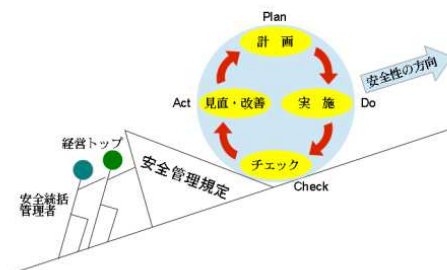 Plan
計　画
安全性の方向
Act
見直・改善
実　施
Do
経営トップ
安全管理規定
チェック
Check
安全統括
管理者